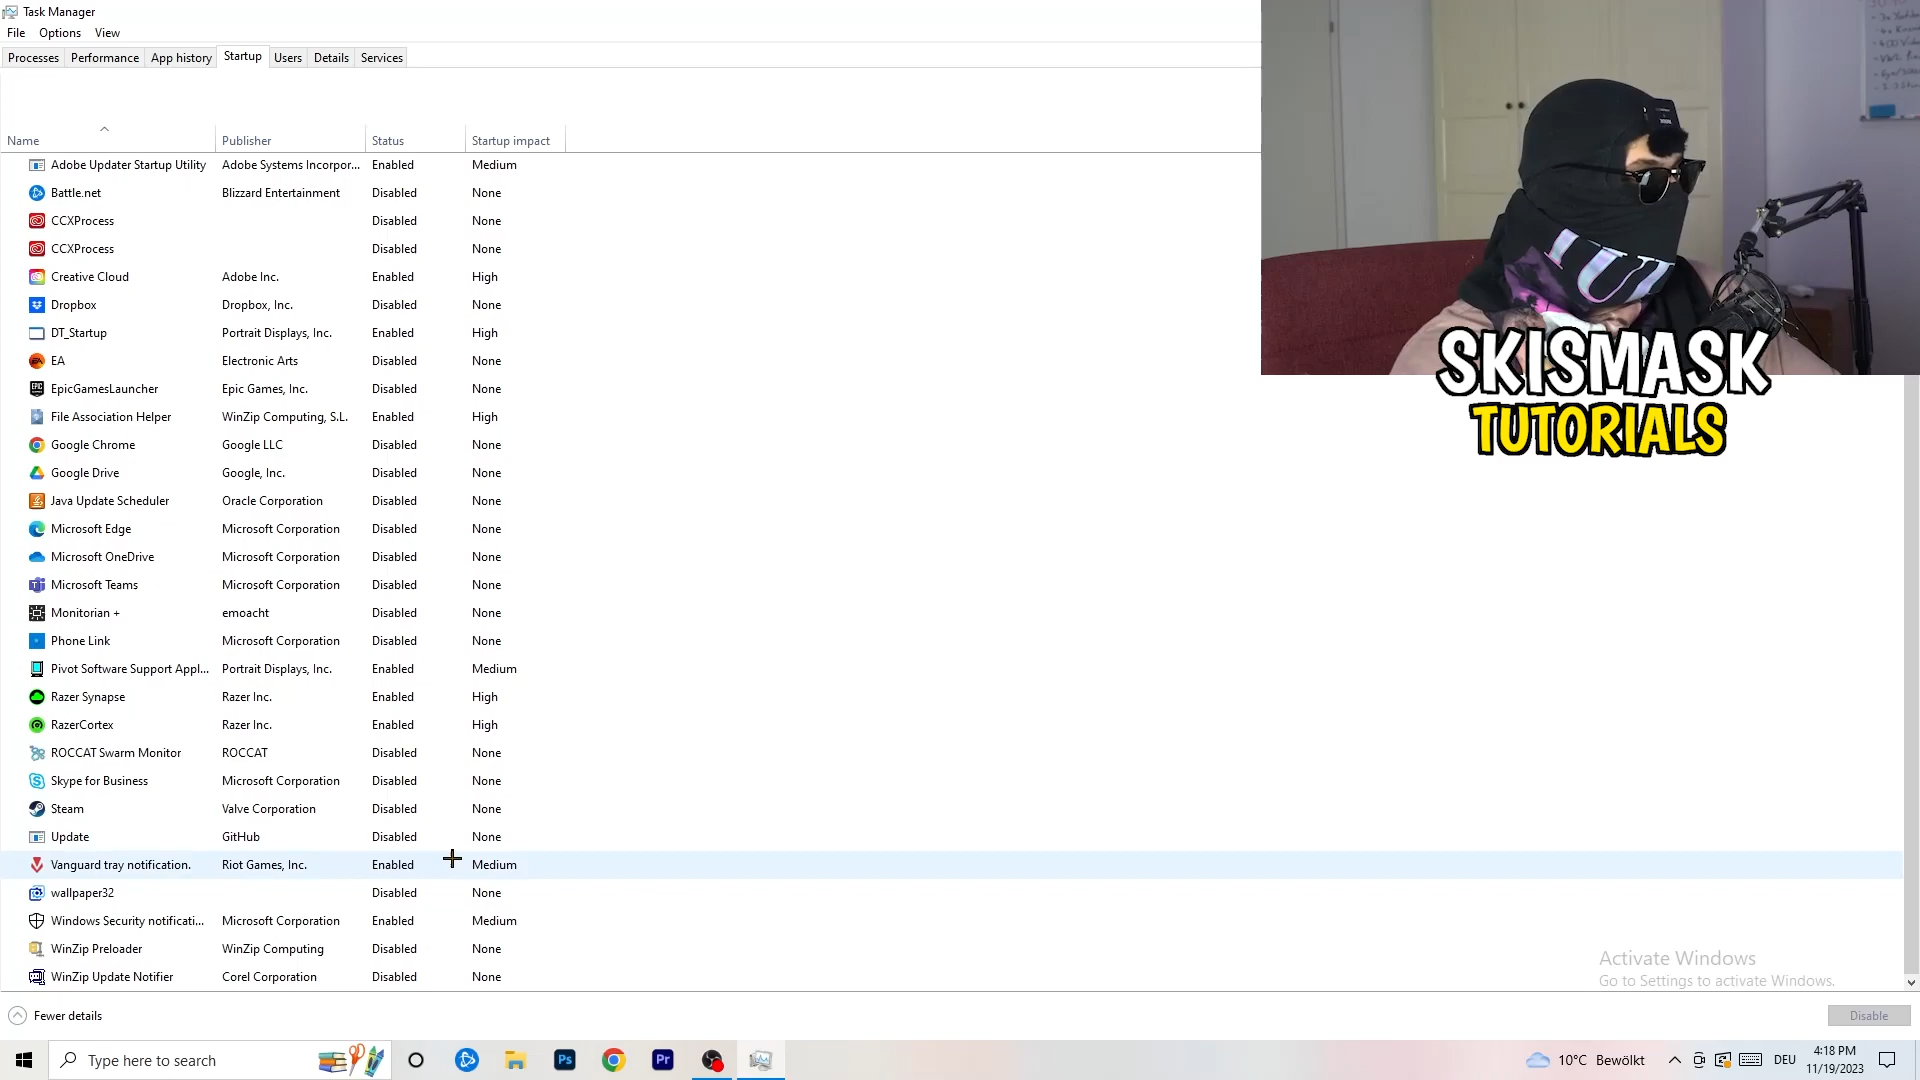 Task Manager
File Options View
Processes Performance App history Startup Users Details Services
Name Publisher Status Startup impact
Adobe Updater Startup Utility Adobe Systems Incorpor... Enabled Medium
Battle.net Blizzard Entertainment Disabled None
CCXProcess Disabled None
CCXProcess Disabled None
Creative Cloud Adobe Inc. Enabled High
Dropbox Dropbox, Inc. Disabled None
DT_Startup Portrait Displays, Inc. Enabled High
EA Electronic Arts Disabled None
EpicGamesLauncher Epic Games, Inc. Disabled None
File Association Helper WinZip Computing, S.L. Enabled High
Google Chrome Google LLC Disabled None
Google Drive Google, Inc. Disabled None
Java Update Scheduler Oracle Corporation Disabled None
Microsoft Edge Microsoft Corporation Disabled None
Microsoft OneDrive Microsoft Corporation Disabled None
Microsoft Teams Microsoft Corporation Disabled None
Monitorian + emoacht Disabled None
Phone Link Microsoft Corporation Disabled None
Pivot Software Support Appl... Portrait Displays, Inc. Enabled Medium
Razer Synapse Razer Inc. Enabled High
RazerCortex Razer Inc. Enabled High
ROCCAT Swarm Monitor ROCCAT Disabled None
Skype for Business Microsoft Corporation Disabled None
Steam Valve Corporation Disabled None
Update GitHub Disabled None
Vanguard tray notification. Riot Games, Inc. Enabled Medium
wallpaper32 Disabled None
Windows Security notificati... Microsoft Corporation Enabled Medium
WinZip Preloader WinZip Computing Disabled None
WinZip Update Notifier Corel Corporation Disabled None
SKISMASK
TUTORIALS
Activate Windows
Go to Settings to activate Windows.
Fewer details
Disable
Type here to search
Ps
Pr
10°C Bewölkt
DEU
4:18 PM
11/19/2023